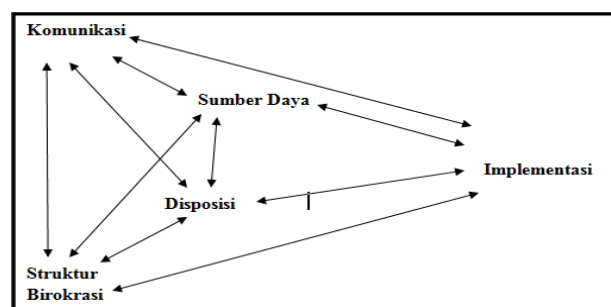 Komunikasi
Sumber Daya
Implementasi
Disposisi
Struktur
Birokrasi